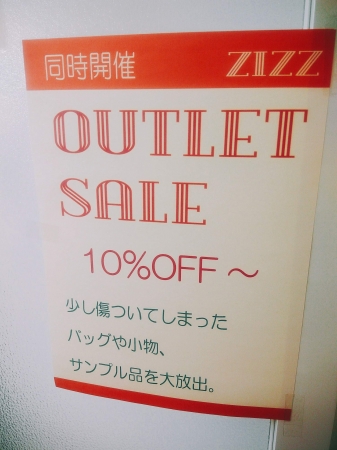 同時開催 ZIZZ
OUTLET
SALE
10%OFF～
少し傷ついてしまった
バッグや小物、
サンプル品を大放出。